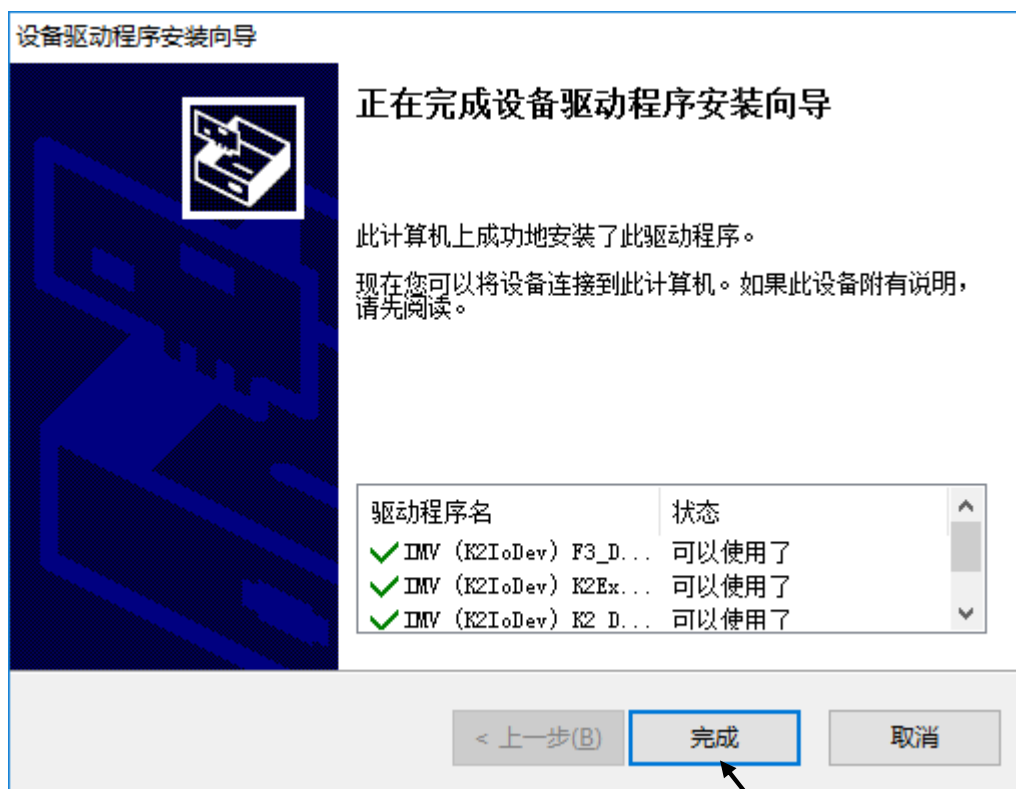 设备驱动程序安装向导
正在完成设备驱动程序安装向导
此计算机上成功地安装了此驱动程序。
现在您可以将设备连接到此计算机。如果此设备附有说明，
请先阅读。
驱动程序名 状态
IMV (K2IoDev) F3_D... 可以使用了
IMV (K2IoDev) K2Ex... 可以使用了
IMV (K2IoDev) K2 D... 可以使用了
< 上一步(B) 完成 取消